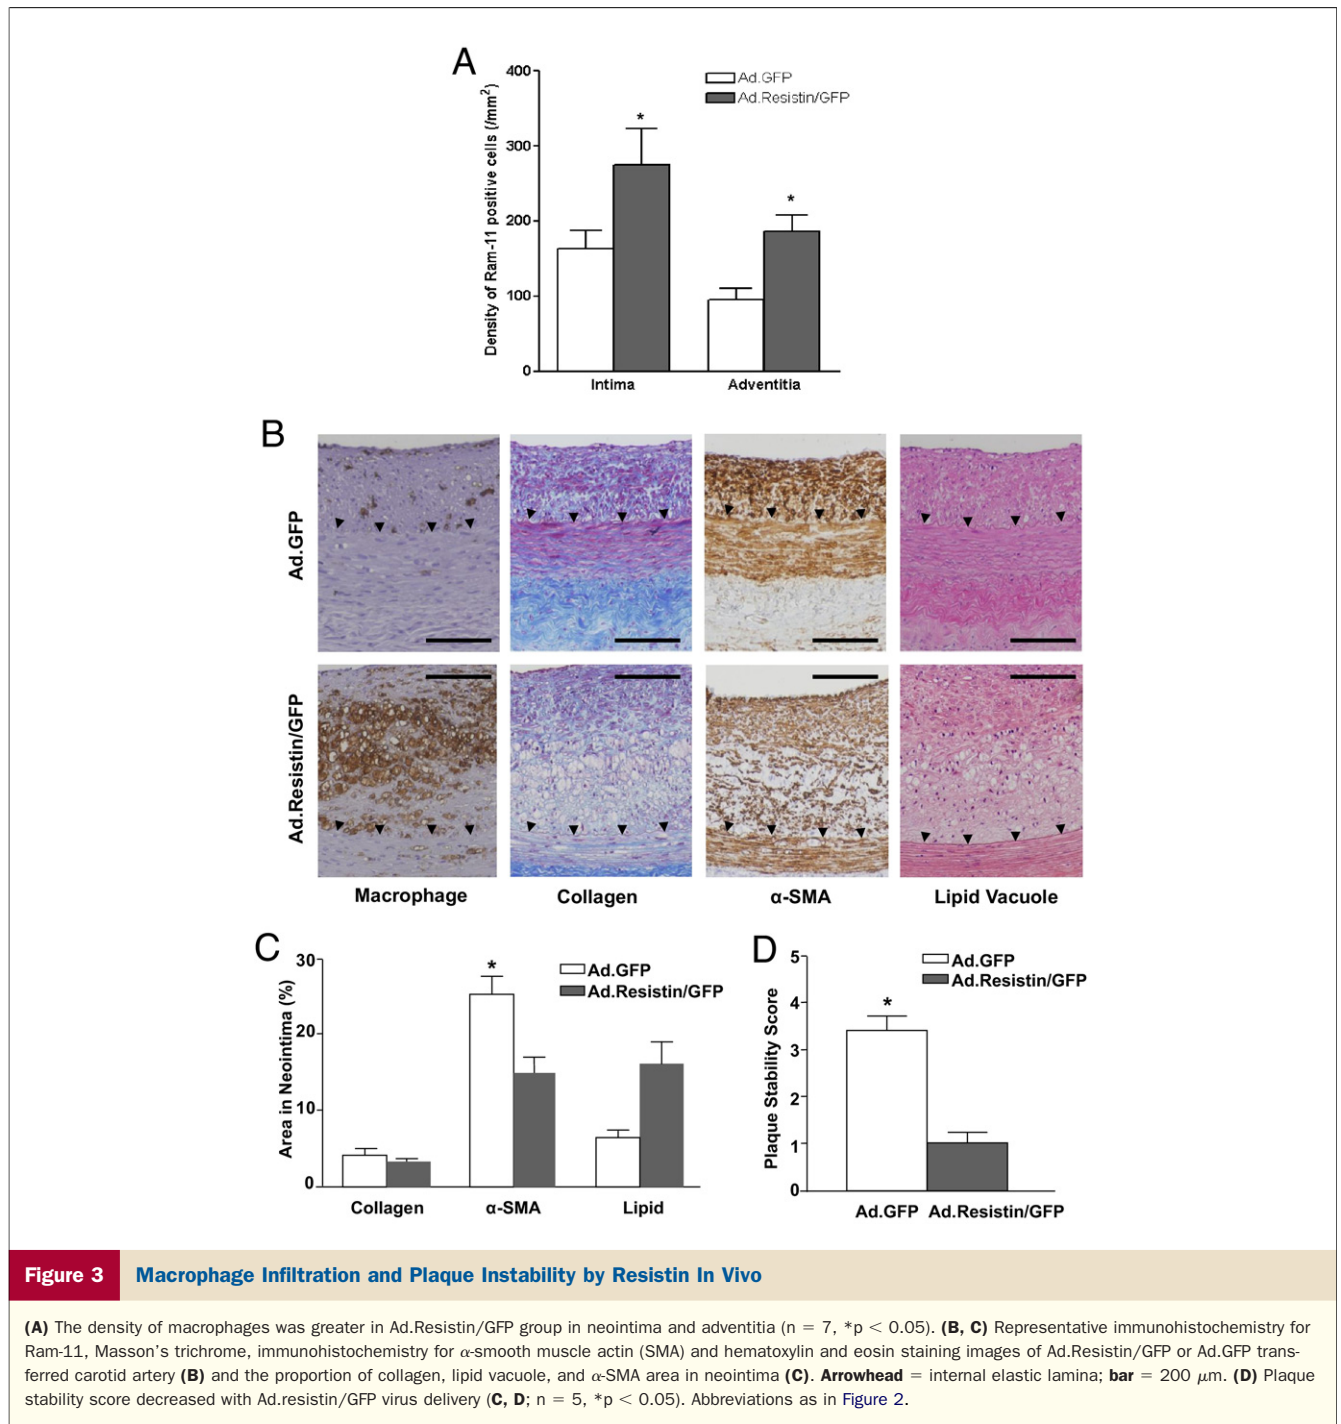 A
400
300
200
100
0
Density of Ram-11 positive cells (/mm²)
Ad.GFP
Ad.Resistin/GFP
*
*
Intima
Adventitia
B
Ad.GFP
Ad.Resistin/GFP
Macrophage
Collagen
α-SMA
Lipid Vacuole
C
30
20
10
0
Area in Neointima (%)
*
Ad.GFP
Ad.Resistin/GFP
Collagen
α-SMA
Lipid
D
5
4
3
2
1
0
Plaque Stability Score
*
Ad.GFP
Ad.Resistin/GFP
Ad.GFP
Ad.Resistin/GFP
Figure 3
Macrophage Infiltration and Plaque Instability by Resistin In Vivo
(A) The density of macrophages was greater in Ad.Resistin/GFP group in neointima and adventitia (n = 7, *p < 0.05). (B, C) Representative immunohistochemistry for
Ram-11, Masson's trichrome, immunohistochemistry for α-smooth muscle actin (SMA) and hematoxylin and eosin staining images of Ad.Resistin/GFP or Ad.GFP trans-
ferred carotid artery (B) and the proportion of collagen, lipid vacuole, and α-SMA area in neointima (C). Arrowhead = internal elastic lamina; bar = 200 μm. (D) Plaque
stability score decreased with Ad.resistin/GFP virus delivery (C, D; n = 5, *p < 0.05). Abbreviations as in Figure 2.